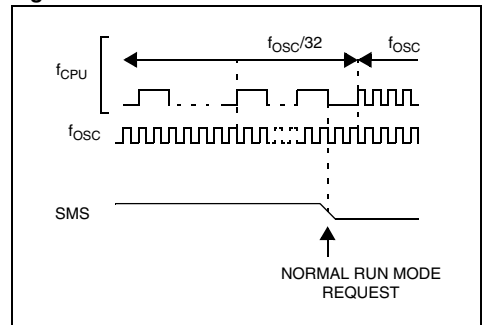 fOSC/32 fOSC
fCPU
fOSC
SMS
NORMAL RUN MODE
REQUEST